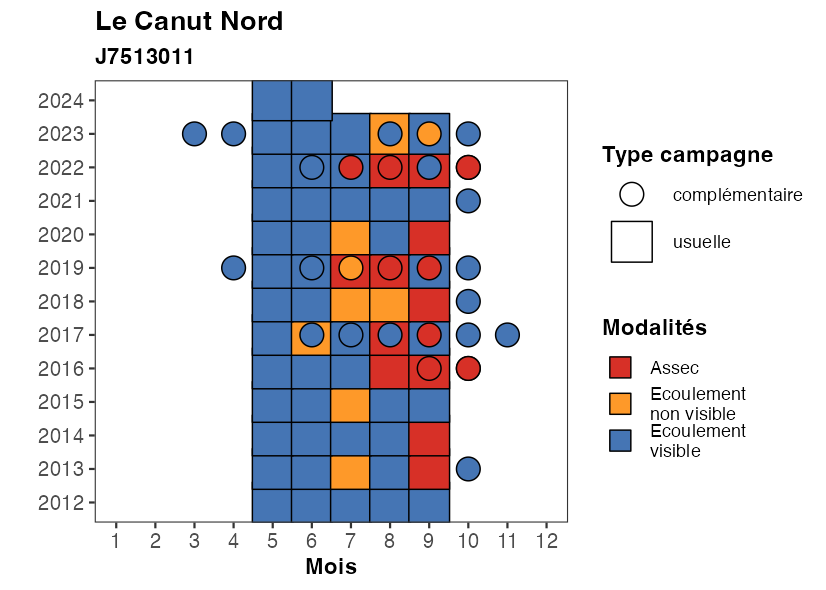 Le Canut Nord
J7513011
2024
2023
2022
2021
2020
2019
2018
2017
2016
2015
2014
2013
2012
1 2 3 4 5 6 7 8 9 10 11 12
Mois
Type campagne
complémentaire
usuelle
Modalités
Assec
Ecoulement
non visible
Ecoulement
visible